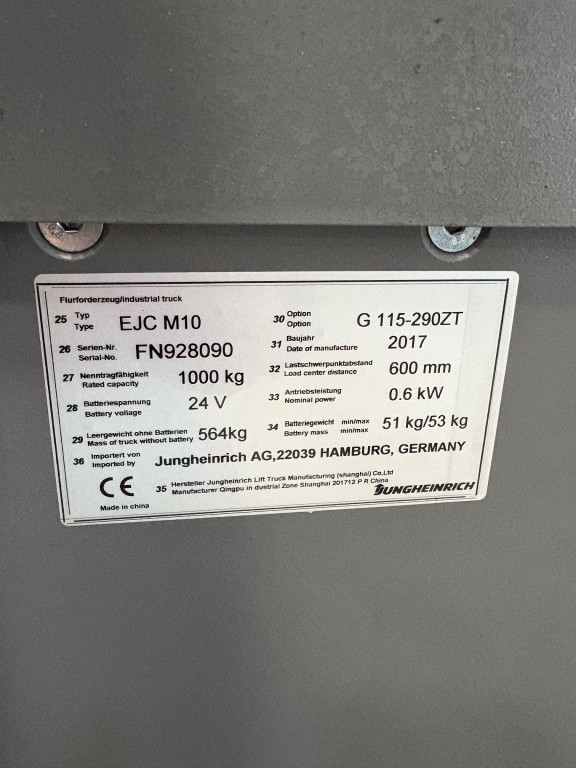 Flurforderzeug/industrial truck
25 Typ Type EJC M10
30 Option Option G 115-290ZT
26 Serien-Nr. Serial-No. FN928090
31 Baujahr Date of manufacture 2017
27 Nenntragfähigkeit Rated capacity 1000 kg
32 Lastschwerpunktabstand Load center distance 600 mm
28 Batteriespannung Battery voliage 24 V
33 Antriebsleistung Nominal power 0.6 kW
29 Leergewicht ohne Batterien Mass of truck without battery 564kg
34 Batteriegewicht min/max Battery mass min/max 51 kg/53 kg
36 Importert von Imported by Jungheinrich AG,22039 HAMBURG, GERMANY
CE
35 Hersteller Jungheinrich Lift Truck Manufacturing (shanghai) Co,Ltd
Manufacturer Qingpu in dustrial Zone Shanghai 201712 P R China
Made in china
JUNGHEINRICH
8.8